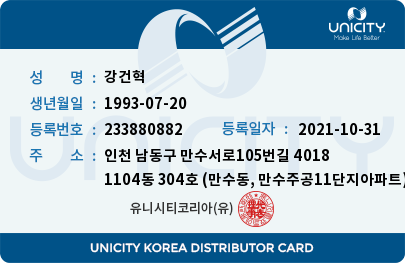 UNICITY
Make Life Better
성 명 : 강건혁
생년월일 : 1993-07-20
등록번호 : 233880882 등록일자 : 2021-10-31
주 소 : 인천 남동구 만수서로105번길 4018
1104동 304호 (만수동, 만수주공11단지아파트)
유니시티코리아(유)
UNICITY
UNICITY KOREA DISTRIBUTOR CARD